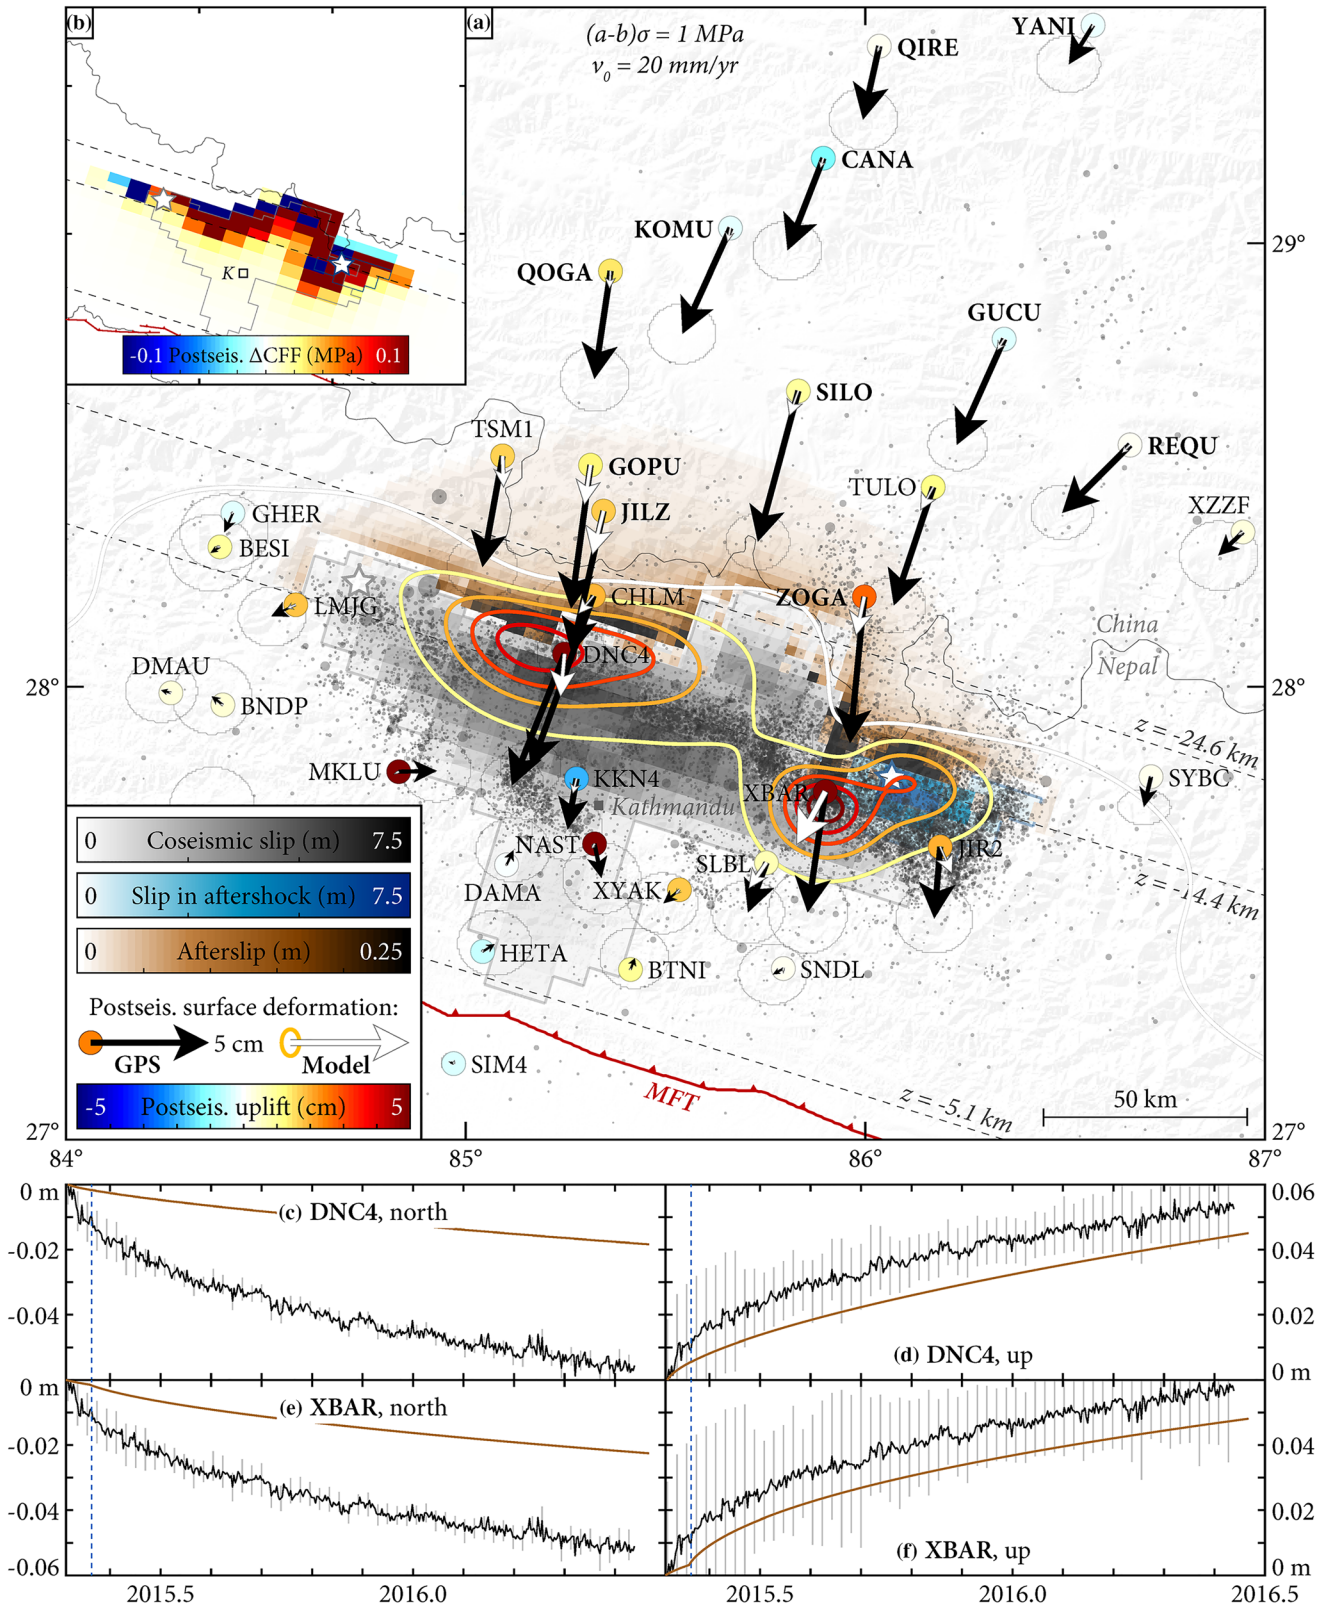 (b)
(a)
(a-b)σ = 1 MPa
v₀ = 20 mm/yr
YANI
QIRE
CANA
KOMU
QOGA
29°
K
-0.1 Postseis. ΔCFF (MPa) 0.1
GUCU
SILO
TSM1
GOPU
REQU
TULO
JILZ
XZZF
GHER
BESI
CHLM
ZOGA
LMJG
China
DNC4
Nepal
DMAU
28°
28°
BNDP
z = 24.6 km
MKLU
KKN4
SYBC
XBAR
Kathmandu
NAST
JIR2
SLBL
DAMA
XYAK
z = 14.4 km
HETA
BTNI
SNDL
0 Coseismic slip (m) 7.5
0 Slip in aftershock (m) 7.5
0 Afterslip (m) 0.25
Postseis. surface deformation:
5 cm
GPS
Model
-5 Postseis. uplift (cm) 5
SIM4
MFT
z = 5.1 km
50 km
27°
27°
84°
85°
86°
87°
0 m
(c) DNC4, north
-0.02
-0.04
0.06
0.04
0.02
(d) DNC4, up
0 m
0 m
(e) XBAR, north
-0.02
-0.04
-0.06
0.04
0.02
(f) XBAR, up
0 m
2015.5
2016.0
2015.5
2016.0
2016.5